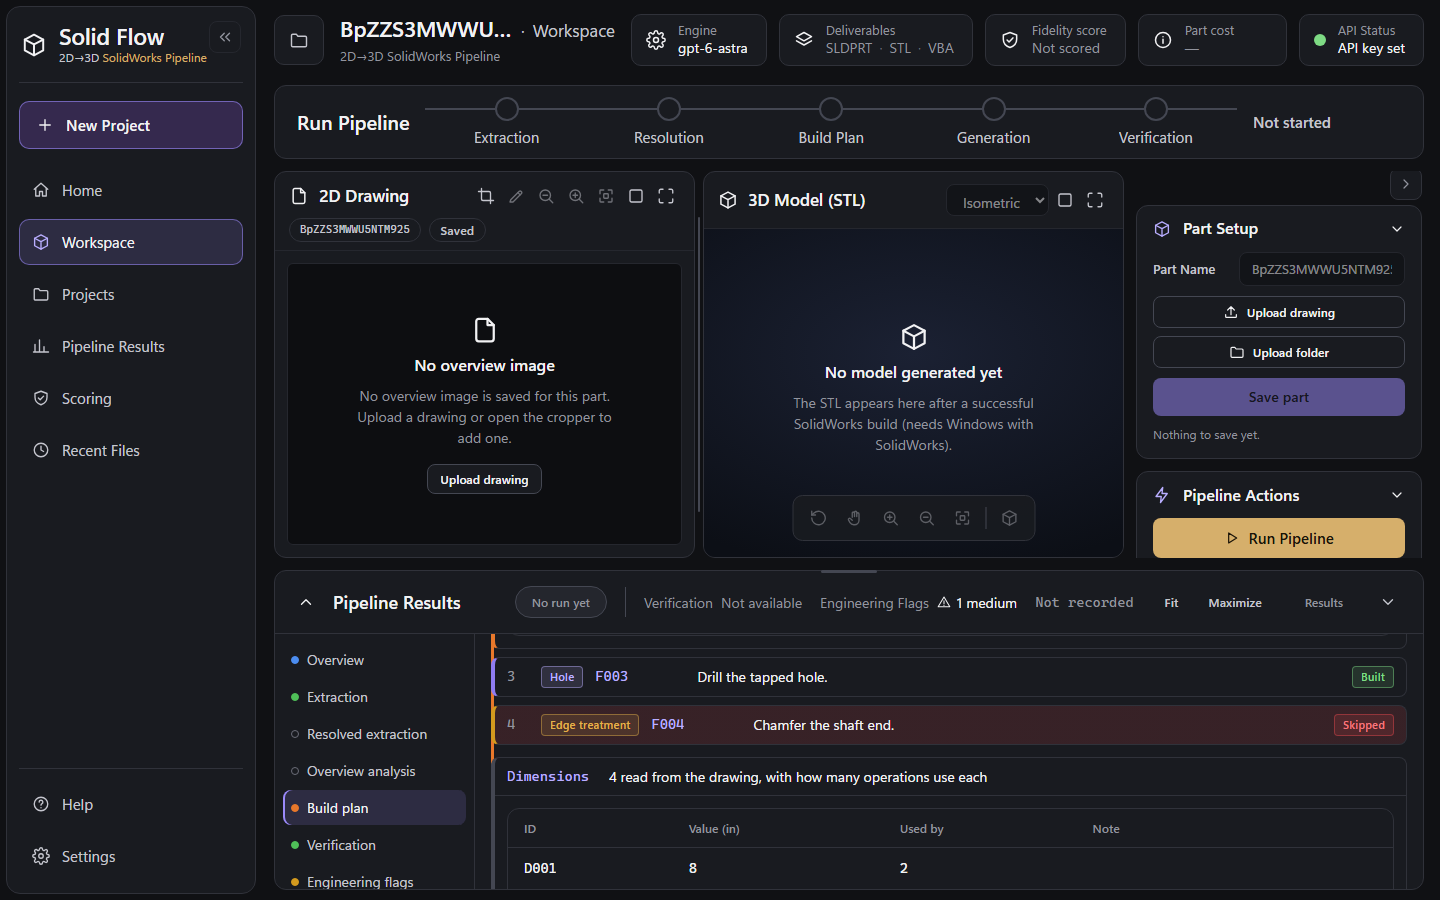 Solid Flow
2D→3D SolidWorks Pipeline
New Project
Home
Workspace
Projects
Pipeline Results
Scoring
Recent Files
Help
Settings
BpZZS3MWWU... · Workspace
2D→3D SolidWorks Pipeline
Engine
gpt-6-astra
Deliverables
SLDPRT · STL · VBA
Fidelity score
Not scored
Part cost
—
API Status
API key set
Run Pipeline
Extraction
Resolution
Build Plan
Generation
Verification
Not started
2D Drawing
BpZZS3MWWU5NTM925
Saved
No overview image
No overview image is saved for this part.
Upload a drawing or open the cropper to
add one.
Upload drawing
3D Model (STL)
Isometric
No model generated yet
The STL appears here after a successful
SolidWorks build (needs Windows with
SolidWorks).
Part Setup
Part Name
BpZZS3MWWU5NTM92
Upload drawing
Upload folder
Save part
Nothing to save yet.
Pipeline Actions
Run Pipeline
Pipeline Results
No run yet
Verification Not available
Engineering Flags 1 medium
Not recorded
Fit
Maximize
Results
Overview
Extraction
Resolved extraction
Overview analysis
Build plan
Verification
Engineering flags
3 Hole F003 Drill the tapped hole. Built
4 Edge treatment F004 Chamfer the shaft end. Skipped
Dimensions 4 read from the drawing, with how many operations use each
ID Value (in) Used by Note
D001 8 2